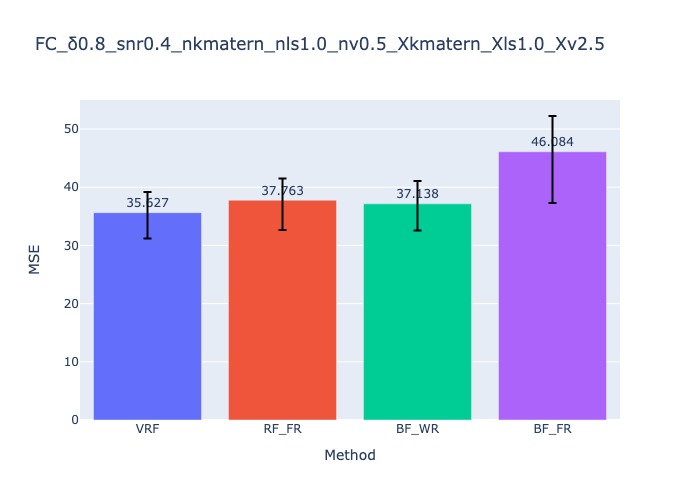 FC_δ0.8_snr0.4_nkmatern_nls1.0_nv0.5_Xkmatern_Xls1.0_Xv2.5
50
40
30
20
10
0
MSE
35.627
37.763
37.138
46.084
VRF
RF_FR
BF_WR
BF_FR
Method